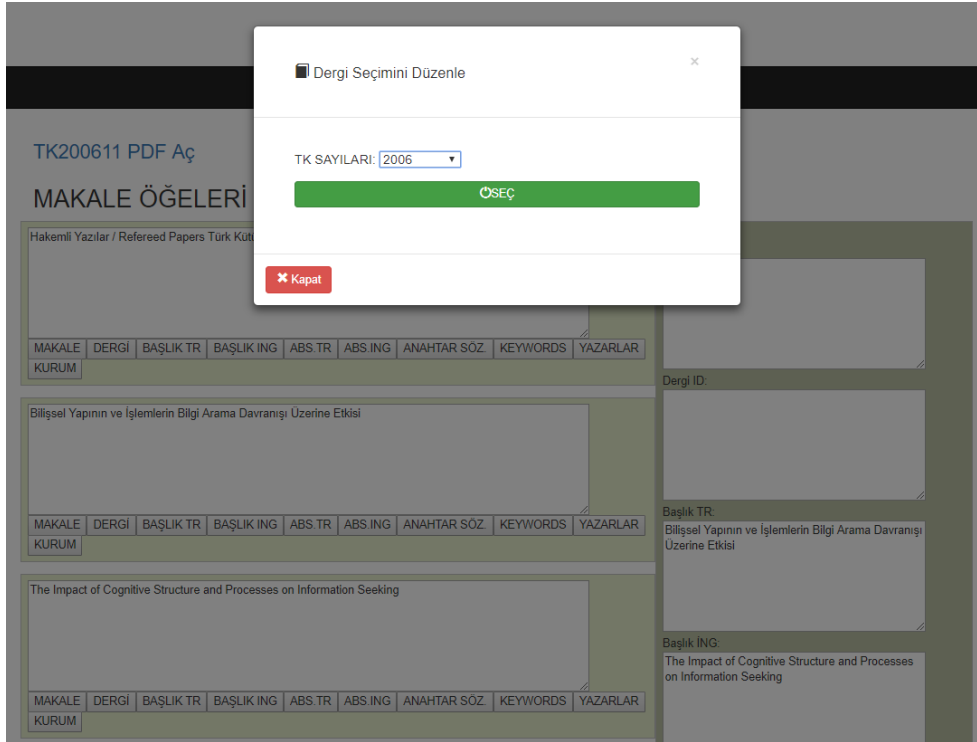 Dergi Seçimini Düzenle
×
TK SAYILARI: 2006
SEÇ
Kapat
TK200611 PDF Aç
MAKALE ÖĞELERİ
Hakemli Yazılar / Refereed Papers Türk Kütü
MAKALE DERGİ BAŞLIK TR BAŞLIK ING ABS.TR ABS.ING ANAHTAR SÖZ. KEYWORDS YAZARLAR
KURUM
Bilişsel Yapının ve İşlemlerin Bilgi Arama Davranışı Üzerine Etkisi
MAKALE DERGİ BAŞLIK TR BAŞLIK ING ABS.TR ABS.ING ANAHTAR SÖZ. KEYWORDS YAZARLAR
KURUM
The Impact of Cognitive Structure and Processes on Information Seeking
MAKALE DERGİ BAŞLIK TR BAŞLIK ING ABS.TR ABS.ING ANAHTAR SÖZ. KEYWORDS YAZARLAR
KURUM
Dergi ID:
Başlık TR:
Bilişsel Yapının ve İşlemlerin Bilgi Arama Davranışı
Üzerine Etkisi
Başlık İNG:
The Impact of Cognitive Structure and Processes
on Information Seeking